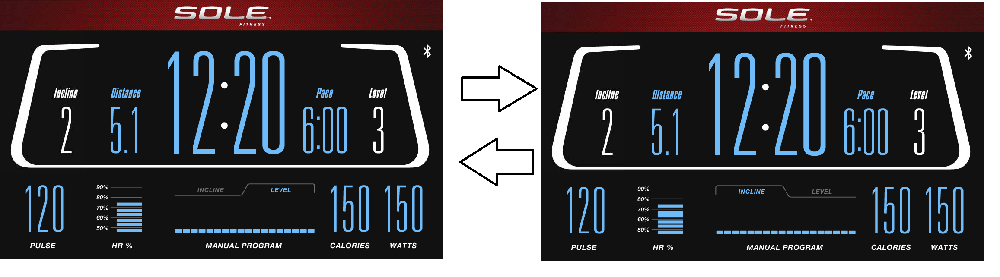 SOLE™
FITNESS
12:20
Incline Distance Pace Level
2 5.1 6:00 3
120
90%
80%
70%
60%
50%
INCLINE LEVEL
150 150
PULSE HR % MANUAL PROGRAM CALORIES WATTS
SOLE™
FITNESS
12:20
Incline Distance Pace Level
2 5.1 6:00 3
120
90%
80%
70%
60%
50%
INCLINE LEVEL
150 150
PULSE HR % MANUAL PROGRAM CALORIES WATTS